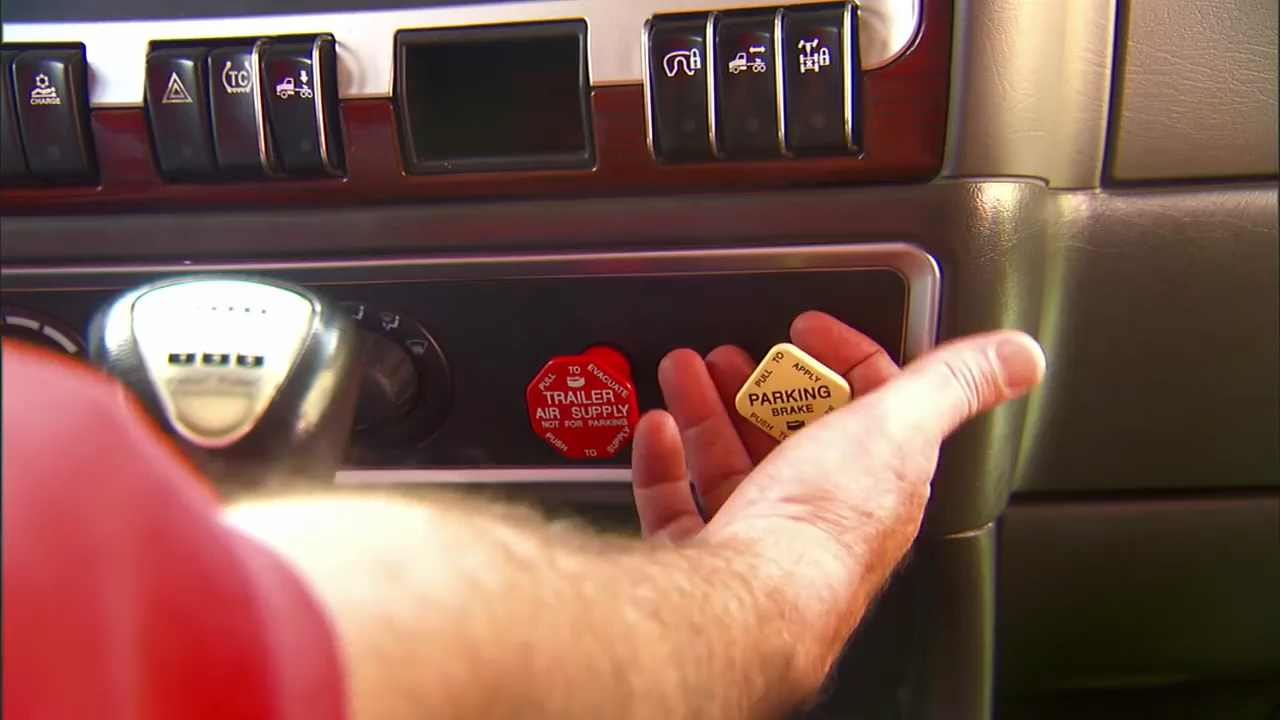 CHARGE
TC
PULL TO EVACUATE
TRAILER
AIR SUPPLY
NOT FOR PARKING
PUSH TO SUPPLY
PULL TO APPLY
PARKING
BRAKE
PUSH TO